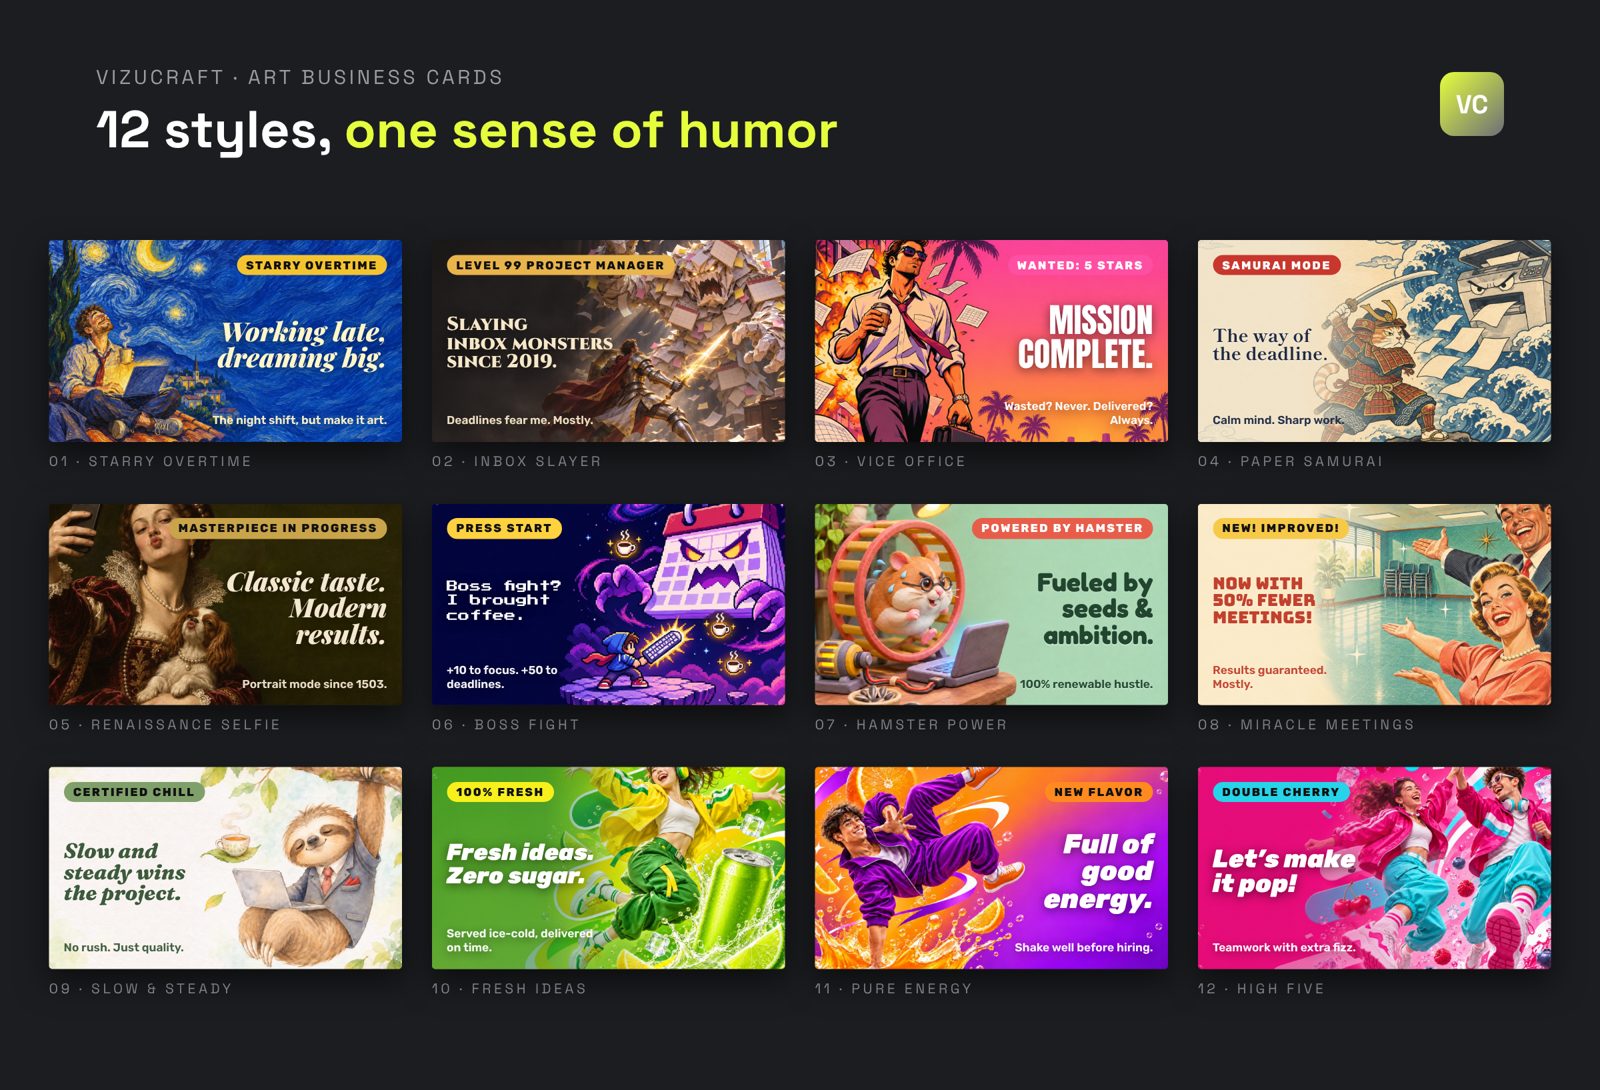 VIZUCRAFT · ART BUSINESS CARDS
12 styles, one sense of humor
VC
STARRY OVERTIME
Working late,
dreaming big.
The night shift, but make it art.
01 · STARRY OVERTIME
LEVEL 99 PROJECT MANAGER
SLAYING
INBOX MONSTERS
SINCE 2019.
Deadlines fear me. Mostly.
02 · INBOX SLAYER
WANTED: 5 STARS
MISSION
COMPLETE.
Wasted? Never. Delivered?
Always.
03 · VICE OFFICE
SAMURAI MODE
The way of
the deadline.
Calm mind. Sharp work.
04 · PAPER SAMURAI
MASTERPIECE IN PROGRESS
Classic taste.
Modern
results.
Portrait mode since 1503.
05 · RENAISSANCE SELFIE
PRESS START
Boss fight?
I brought
coffee.
+10 to focus. +50 to
deadlines.
06 · BOSS FIGHT
POWERED BY HAMSTER
Fueled by
seeds &
ambition.
100% renewable hustle.
07 · HAMSTER POWER
NEW! IMPROVED!
NOW WITH
50% FEWER
MEETINGS!
Results guaranteed.
Mostly.
08 · MIRACLE MEETINGS
CERTIFIED CHILL
Slow and
steady wins
the project.
No rush. Just quality.
09 · SLOW & STEADY
100% FRESH
Fresh ideas.
Zero sugar.
Served ice-cold, delivered
on time.
10 · FRESH IDEAS
NEW FLAVOR
Full of
good
energy.
Shake well before hiring.
11 · PURE ENERGY
DOUBLE CHERRY
Let's make
it pop!
Teamwork with extra fizz.
12 · HIGH FIVE